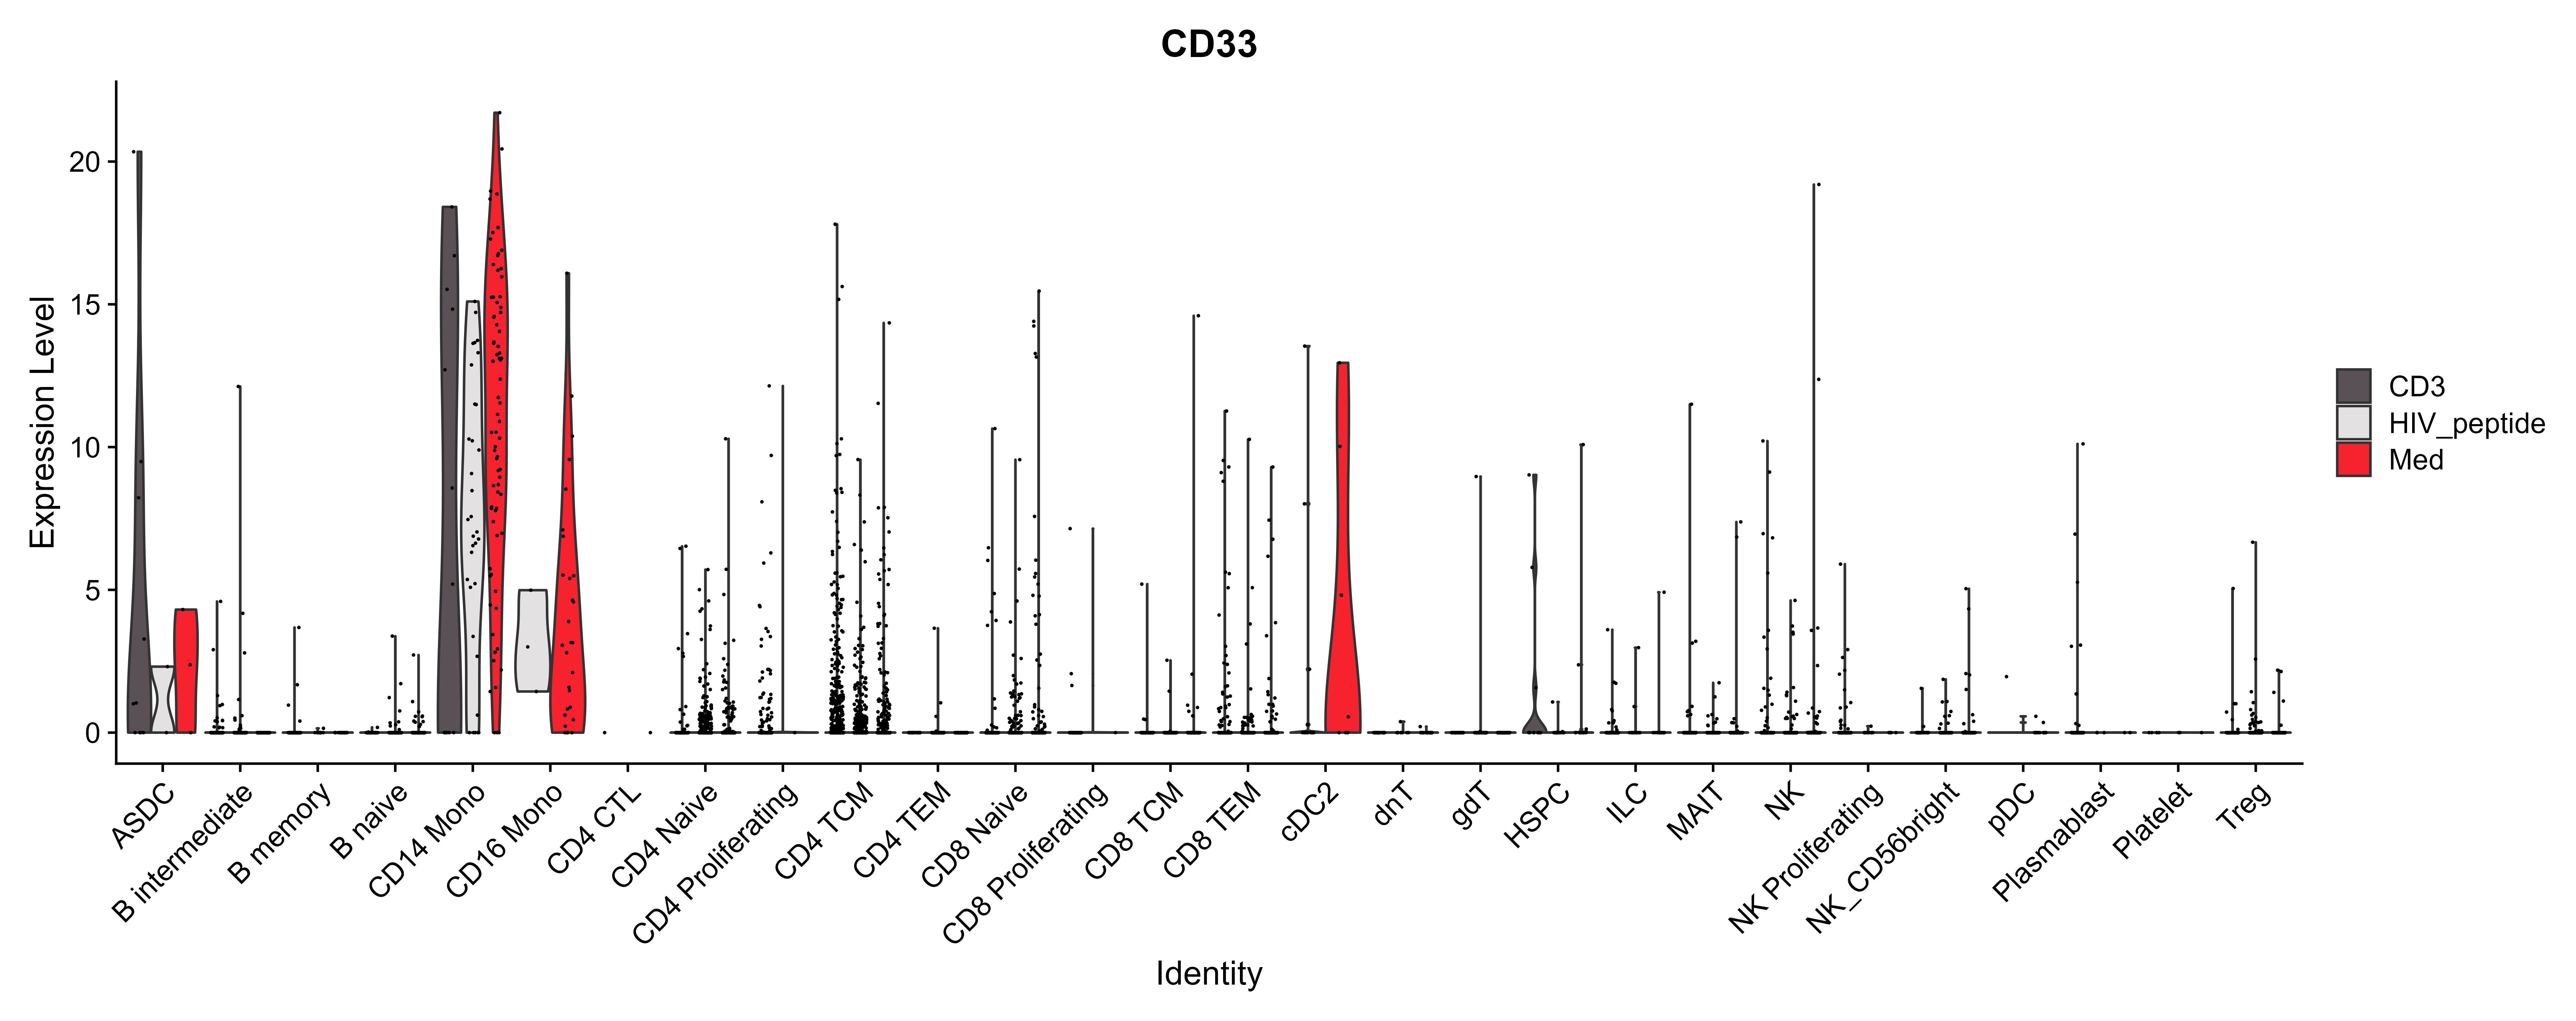 CD33
Expression Level
20
15
10
5
0
ASDC
B intermediate
B memory
B naive
CD14 Mono
CD16 Mono
CD4 CTL
CD4 Naive
CD4 Proliferating
CD4 TCM
CD4 TEM
CD8 Naive
CD8 Proliferating
CD8 TCM
CD8 TEM
cDC2
dnT
gdT
HSPC
ILC
MAIT
NK
NK Proliferating
NK_CD56bright
pDC
Plasmablast
Platelet
Treg
Identity
CD3
HIV_peptide
Med